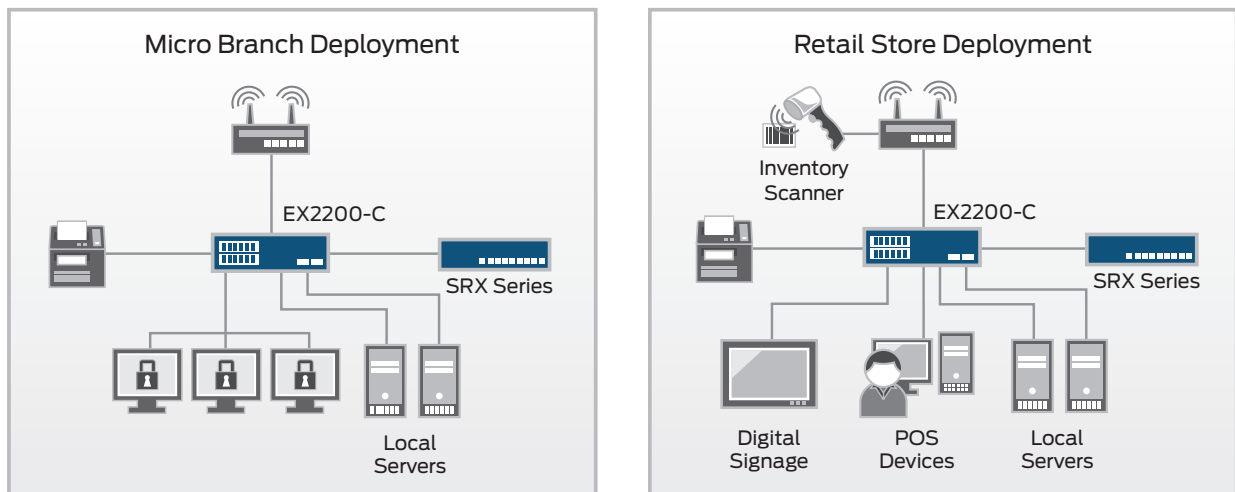 Micro Branch Deployment
EX2200-C
SRX Series
Local
Servers
Retail Store Deployment
Inventory
Scanner
EX2200-C
SRX Series
Digital
Signage
POS
Devices
Local
Servers